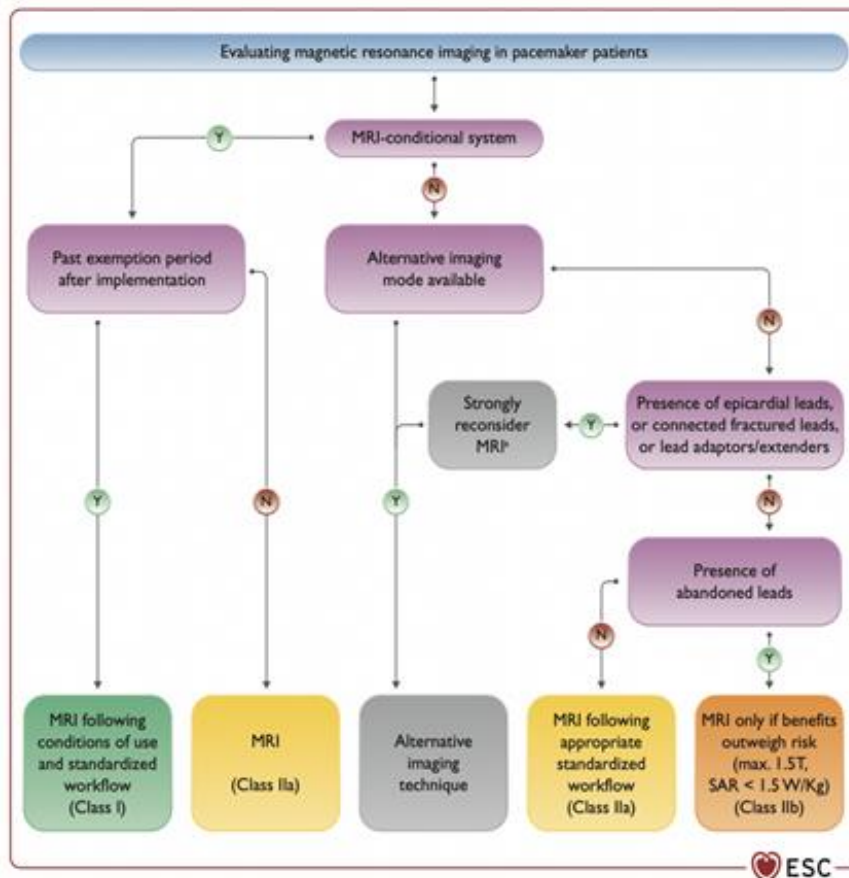 Evaluating magnetic resonance imaging in pacemaker patients
Y
MRI-conditional system
N
Past exemption period
after implementation
Alternative imaging
mode available
N
Strongly
reconsider
MRIᵃ
Y
Presence of epicardial leads,
or connected fractured leads,
or lead adaptors/extenders
Y
N
Y
N
Presence of
abandoned leads
N
Y
MRI following
conditions of use
and standardized
workflow
(Class I)
MRI
(Class IIa)
Alternative
imaging
technique
MRI following
appropriate
standardized
workflow
(Class IIa)
MRI only if benefits
outweigh risk
(max. 1.5T,
SAR < 1.5 W/Kg)
(Class IIb)
ESC